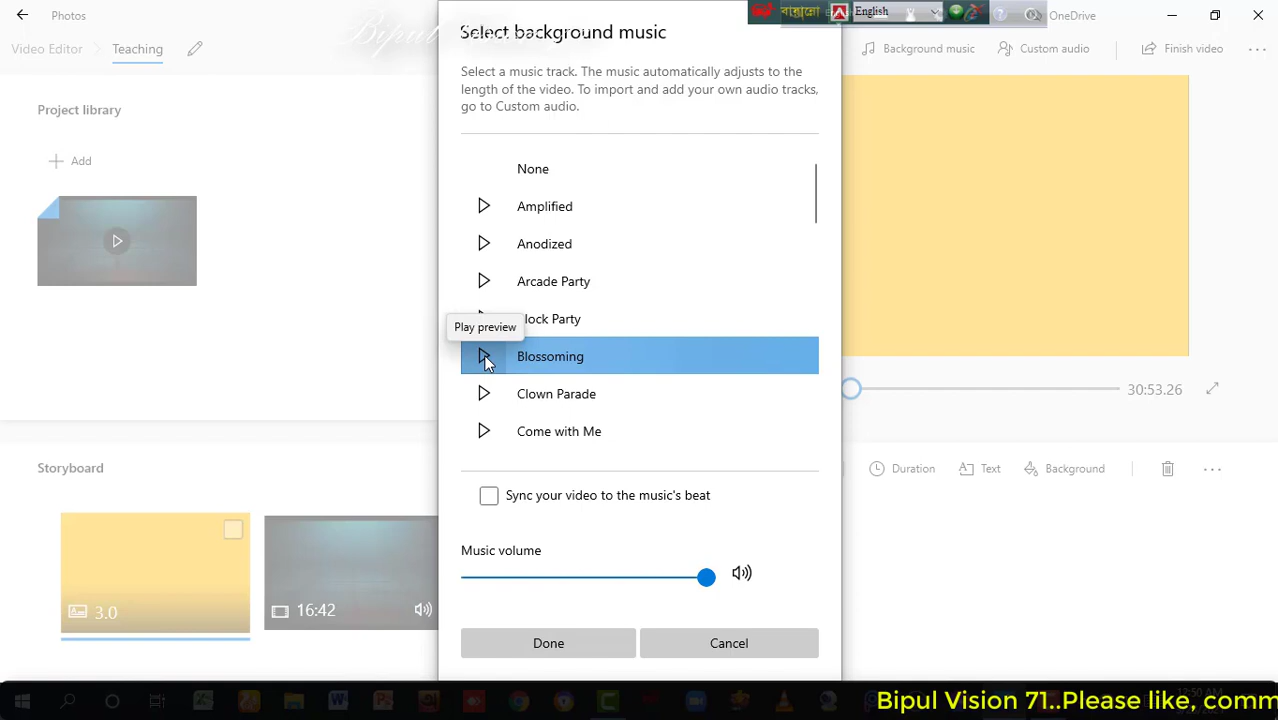 Photos
বাঙ্গালো
English
OneDrive
Video Editor
Teaching
Background music
Custom audio
Finish video
Select background music
Select a music track. The music automatically adjusts to the
length of the video. To import and add your own audio tracks,
go to Custom audio.
Project library
Add
None
Amplified
Anodized
Arcade Party
lock Party
Play preview
Blossoming
Clown Parade
Come with Me
30:53.26
Storyboard
Duration
Text
Background
3.0
16:42
Sync your video to the music's beat
Music volume
Done
Cancel
12:50 AM
Bipul Vision 71..Please like, comm